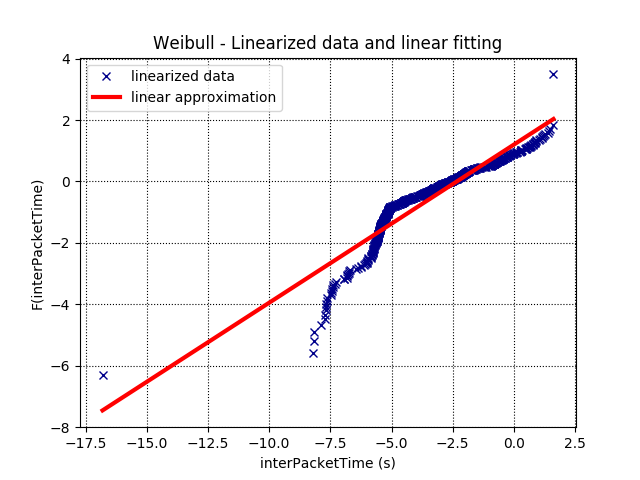 Weibull - Linearized data and linear fitting
linearized data
linear approximation
4
2
0
−2
−4
−6
−8
F(interPacketTime)
−17.5 −15.0 −12.5 −10.0 −7.5 −5.0 −2.5 0.0 2.5
interPacketTime (s)